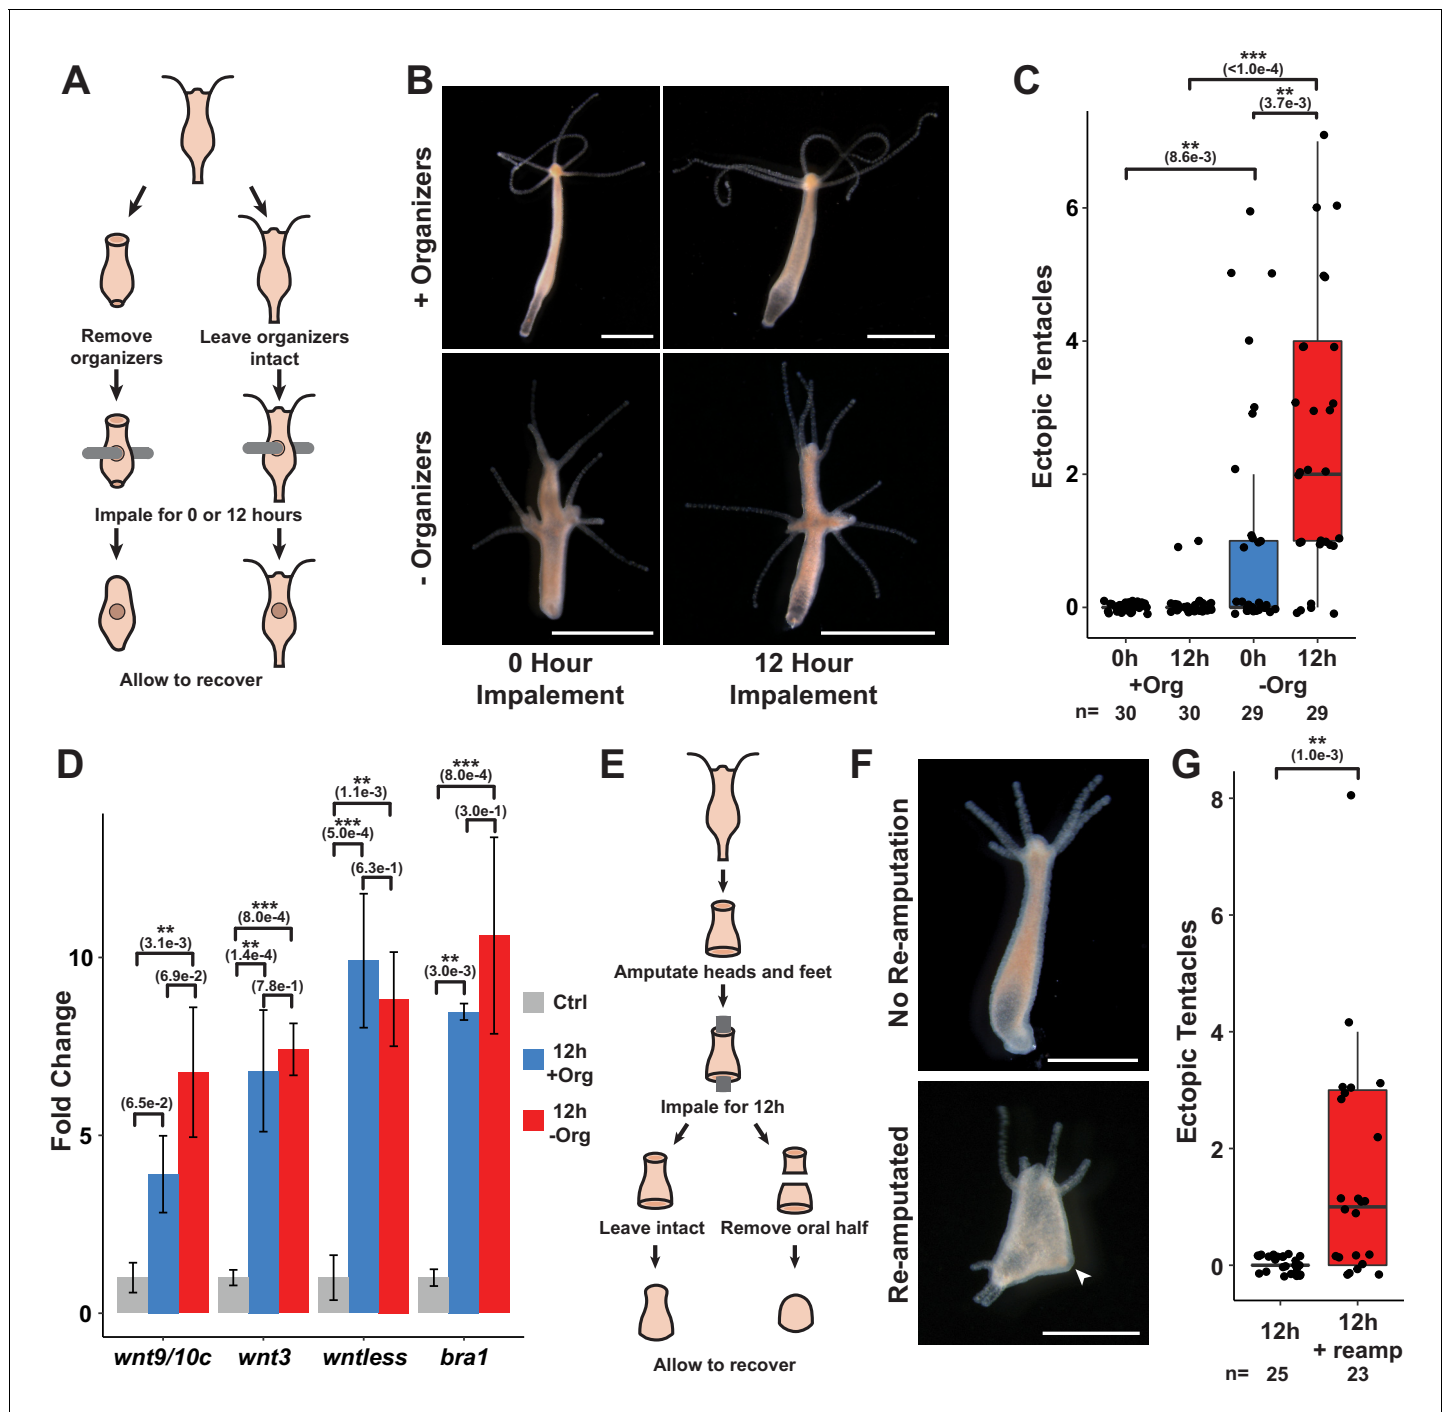 A
Remove
organizers
Leave organizers
intact
Impale for 0 or 12 hours
Allow to recover
B
+ Organizers
- Organizers
0 Hour
Impalement
12 Hour
Impalement
C
***
(<1.0e-4)
**
(3.7e-3)
**
(8.6e-3)
Ectopic Tentacles
6
4
2
0
0h 12h 0h 12h
+Org -Org
n= 30 30 29 29
D
Fold Change
10
5
0
**
(3.1e-3)
(6.9e-2)
(6.5e-2)
***
(8.0e-4)
**
(1.4e-4)
(7.8e-1)
**
(1.1e-3)
***
(5.0e-4)
(6.3e-1)
***
(8.0e-4)
(3.0e-1)
**
(3.0e-3)
wnt9/10c wnt3 wntless bra1
Ctrl
12h
+Org
12h
-Org
E
Amputate heads and feet
Impale for 12h
Leave intact
Remove oral half
Allow to recover
F
No Re-amputation
Re-amputated
G
**
(1.0e-3)
Ectopic Tentacles
8
6
4
2
0
12h
12h
+ reamp
n= 25 23